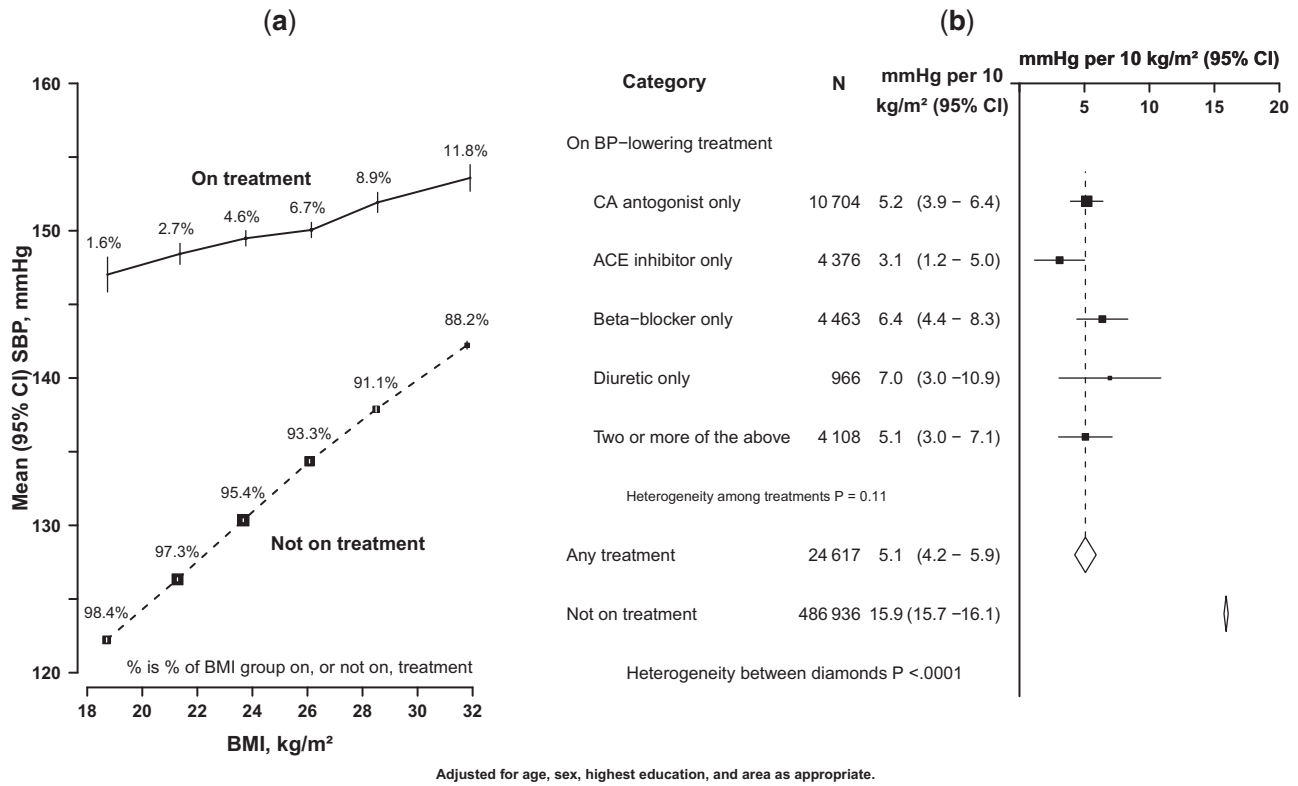 (a)
Mean (95% CI) SBP, mmHg
160
150
140
130
120
1.6%
2.7%
4.6%
6.7%
8.9%
11.8%
On treatment
98.4%
97.3%
95.4%
93.3%
91.1%
88.2%
Not on treatment
% is % of BMI group on, or not on, treatment
18 20 22 24 26 28 30 32
BMI, kg/m²
(b)
mmHg per 10 kg/m² (95% CI)
5 10 15 20
Category N mmHg per 10
kg/m² (95% CI)
On BP−lowering treatment
CA antogonist only 10 704 5.2 (3.9 − 6.4)
ACE inhibitor only 4 376 3.1 (1.2 − 5.0)
Beta−blocker only 4 463 6.4 (4.4 − 8.3)
Diuretic only 966 7.0 (3.0 −10.9)
Two or more of the above 4 108 5.1 (3.0 − 7.1)
Heterogeneity among treatments P = 0.11
Any treatment 24 617 5.1 (4.2 − 5.9)
Not on treatment 486 936 15.9 (15.7 −16.1)
Heterogeneity between diamonds P <.0001
Adjusted for age, sex, highest education, and area as appropriate.